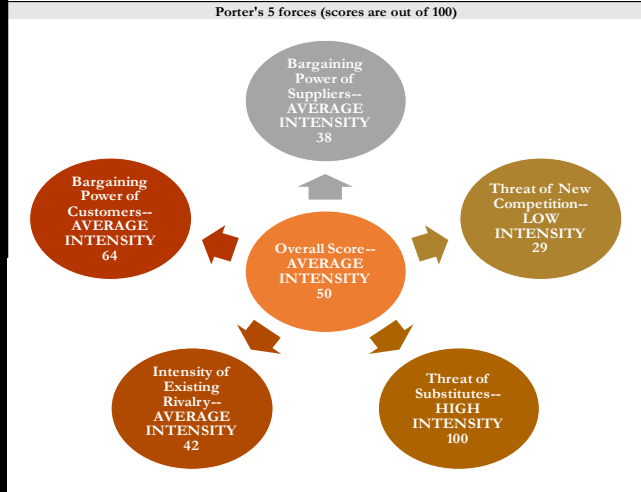 Porter's 5 forces (scores are out of 100)
Bargaining
Power of
Suppliers--
AVERAGE
INTENSITY
38
Bargaining
Power of
Customers--
AVERAGE
INTENSITY
64
Threat of New
Competition--
LOW
INTENSITY
29
Overall Score--
AVERAGE
INTENSITY
50
Intensity of
Existing
Rivalry--
AVERAGE
INTENSITY
42
Threat of
Substitutes--
HIGH
INTENSITY
100